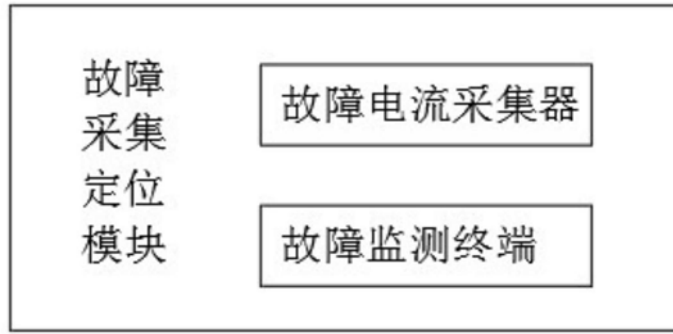 故障
采集
定位
模块
故障电流采集器
故障监测终端